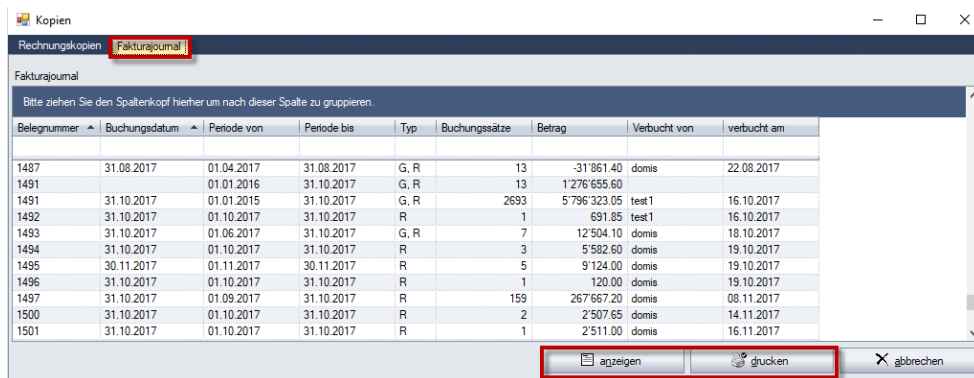 Kopien
Rechnungskopien Fakturajournal
Fakturajournal
Bitte ziehen Sie den Spaltenkopf hierher um nach dieser Spalte zu gruppieren.
Belegnummer Buchungsdatum Periode von Periode bis Typ Buchungssätze Betrag Verbucht von verbucht am
1487 31.08.2017 01.04.2017 31.08.2017 G, R 13 -31'861.40 domis 22.08.2017
1491 01.01.2016 31.10.2017 G, R 13 1'276'655.60
1491 31.10.2017 01.01.2015 31.10.2017 G, R 2693 5'796'323.05 test1 16.10.2017
1492 31.10.2017 01.10.2017 31.10.2017 R 1 691.85 test1 16.10.2017
1493 31.10.2017 01.06.2017 31.10.2017 G, R 7 12'504.10 domis 18.10.2017
1494 31.10.2017 01.10.2017 31.10.2017 R 3 5'582.60 domis 19.10.2017
1495 30.11.2017 01.11.2017 30.11.2017 R 5 9'124.00 domis 19.10.2017
1496 31.10.2017 01.10.2017 31.10.2017 R 1 120.00 domis 19.10.2017
1497 31.10.2017 01.09.2017 31.10.2017 R 159 267'667.20 domis 08.11.2017
1500 31.10.2017 01.10.2017 31.10.2017 R 2 2'507.65 domis 14.11.2017
1501 31.10.2017 01.10.2017 31.10.2017 R 1 2'511.00 domis 16.11.2017
anzeigen drucken abbrechen